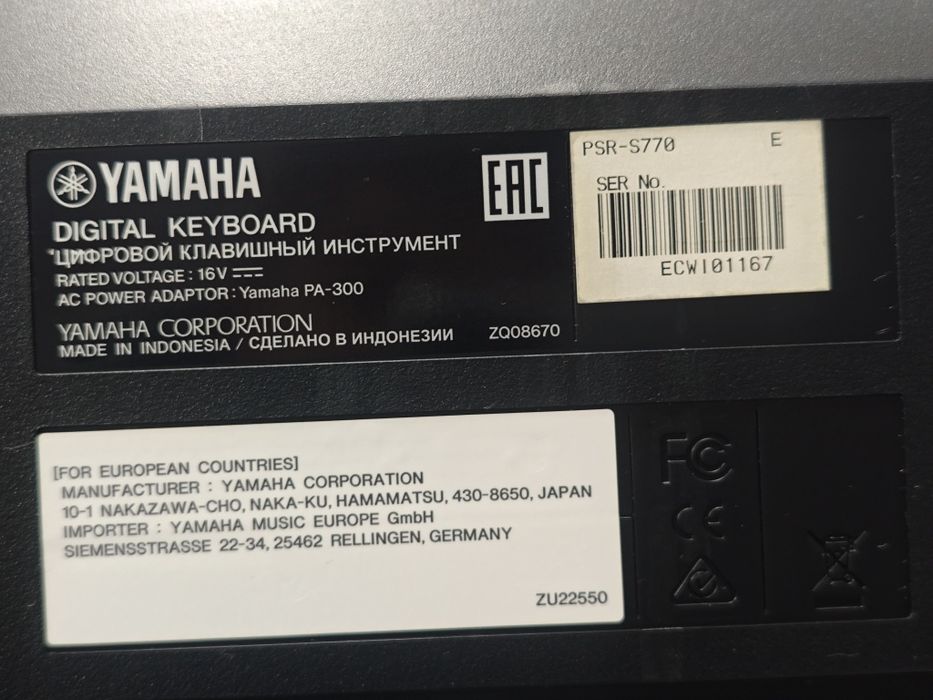 YAMAHA
DIGITAL KEYBOARD
ЦИФРОВОЙ КЛАВИШНЫЙ ИНСТРУМЕНТ
RATED VOLTAGE : 16V
AC POWER ADAPTOR : Yamaha PA-300
YAMAHA CORPORATION
MADE IN INDONESIA / СДЕЛАНО В ИНДОНЕЗИИ
ZQ08670
EAC
PSR-S770 E
SER No.
ECWI01167
[FOR EUROPEAN COUNTRIES]
MANUFACTURER : YAMAHA CORPORATION
10-1 NAKAZAWA-CHO, NAKA-KU, HAMAMATSU, 430-8650, JAPAN
IMPORTER : YAMAHA MUSIC EUROPE GmbH
SIEMENSSTRASSE 22-34, 25462 RELLINGEN, GERMANY
ZU22550
FC
CE